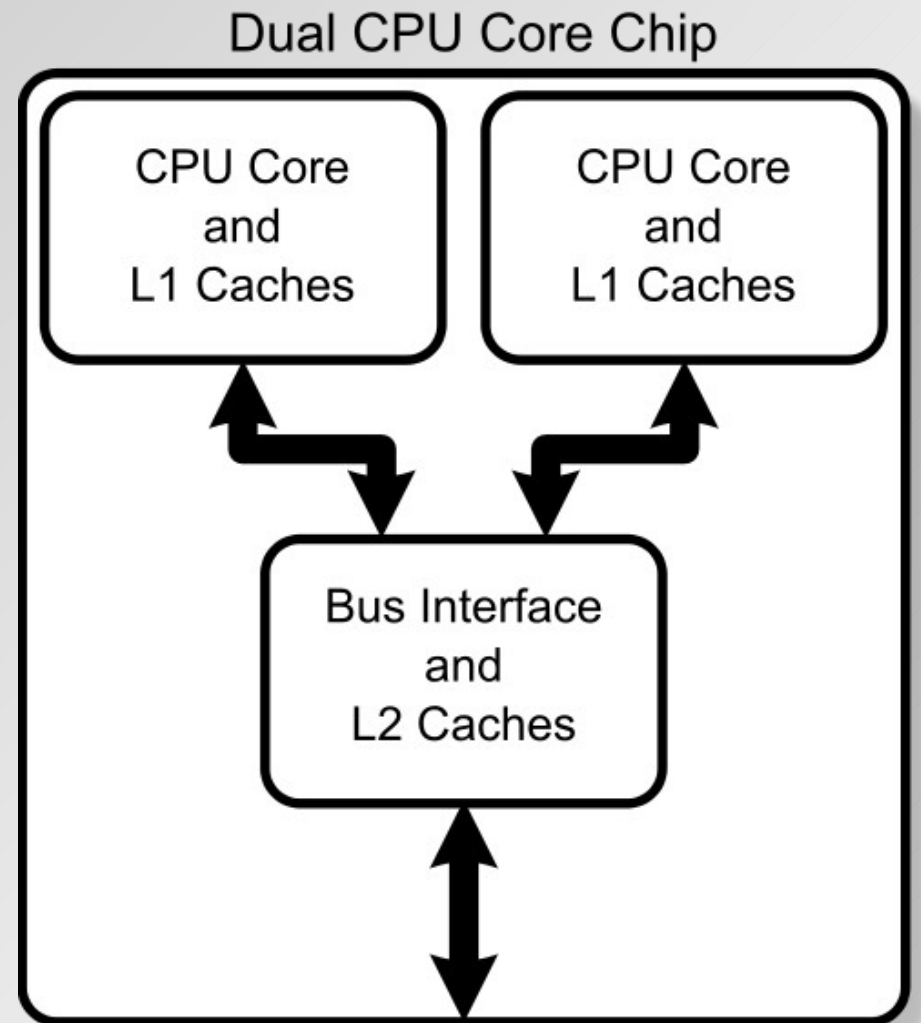 Dual CPU Core Chip
CPU Core
and
L1 Caches
CPU Core
and
L1 Caches
Bus Interface
and
L2 Caches